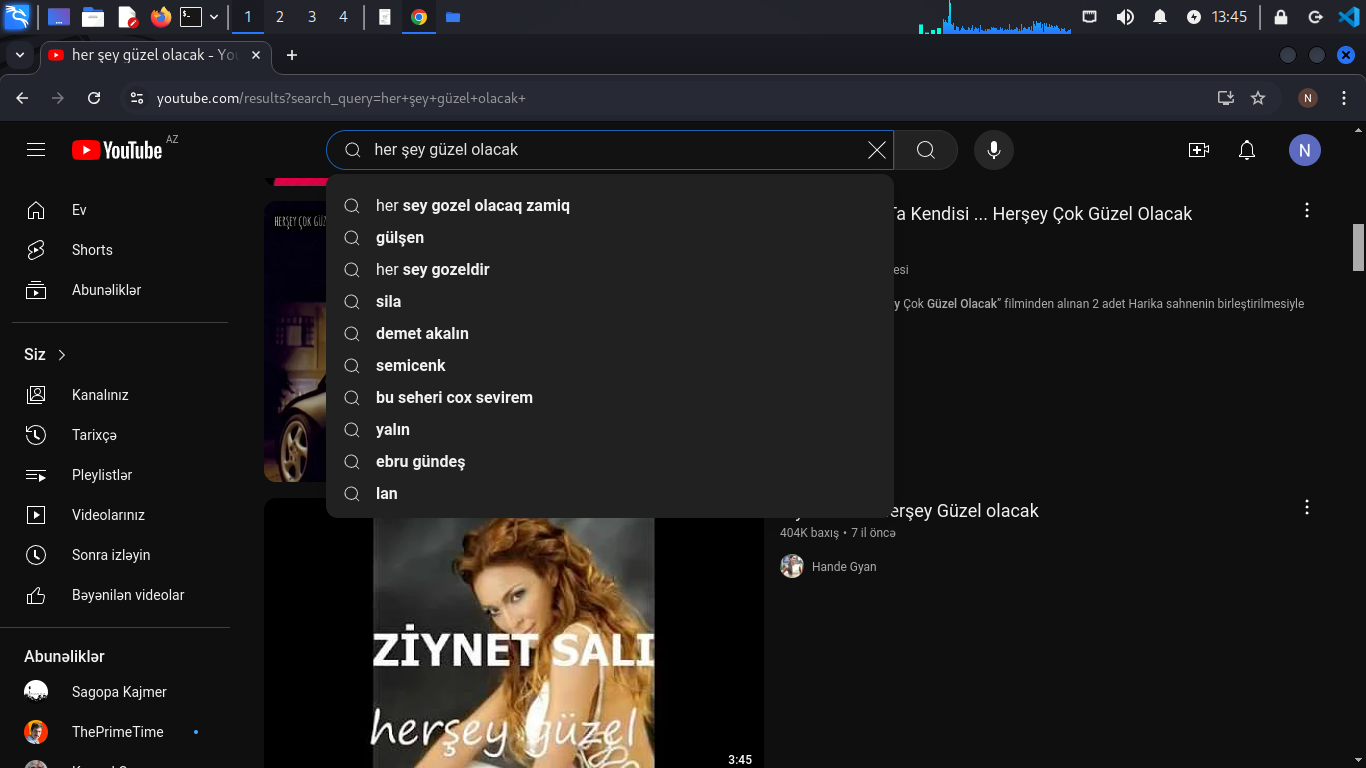 1 2 3 4
13:45
her şey güzel olacak - You
youtube.com/results?search_query=her+şey+güzel+olacak+
N
YouTube AZ
her şey güzel olacak
N
her sey gozel olacaq zamiq
gülşen
her sey gozeldir
sila
demet akalın
semicenk
bu seheri cox sevirem
yalın
ebru gündeş
lan
Ev
Shorts
Abunəliklər
Siz
Kanalınız
Tarixçə
Pleylistlər
Videolarınız
Sonra izləyin
Bəyənilən videolar
Abunəliklər
Sagopa Kajmer
ThePrimeTime
HERŞEY ÇOK GÜZ
Ta Kendisi ... Herşey Çok Güzel Olacak
esi
y Çok Güzel Olacak” filminden alınan 2 adet Harika sahnenin birleştirilmesiyle
erşey Güzel olacak
404K baxış • 7 il öncə
Hande Gyan
ZİYNET SALI
herşey güzel
3:45